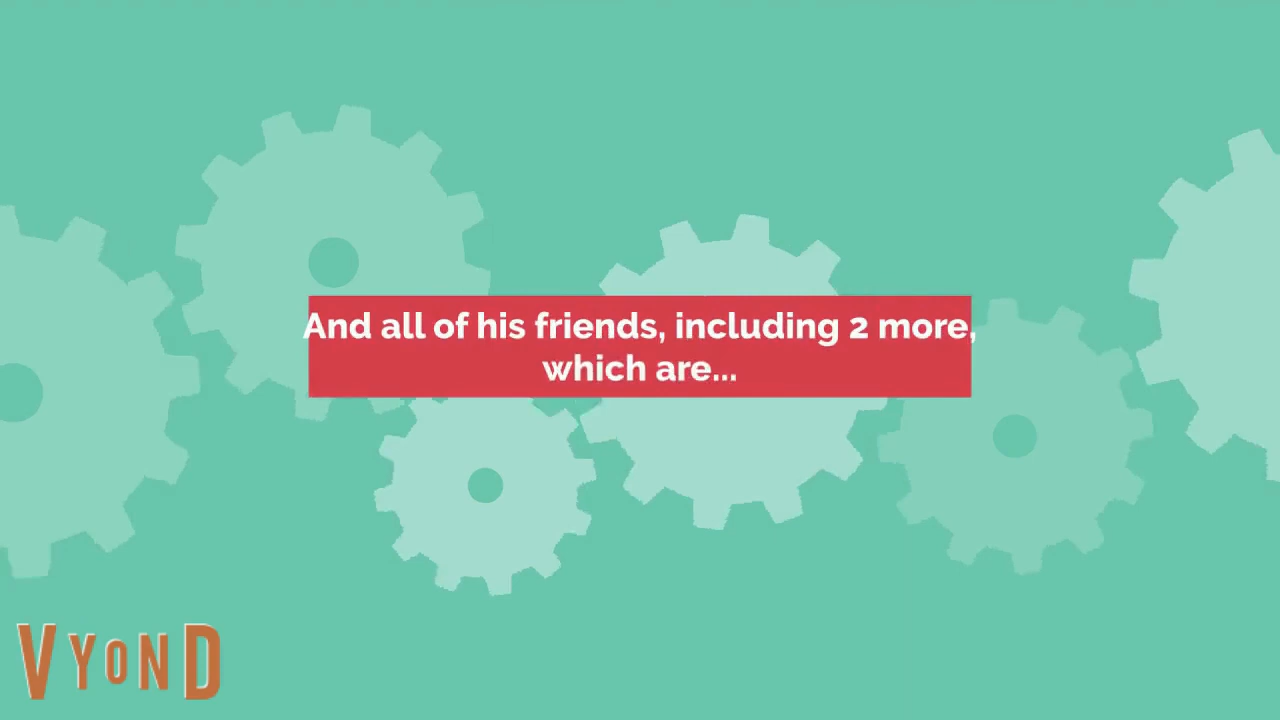 And all of his friends, including 2 more,
which are...
VYOND